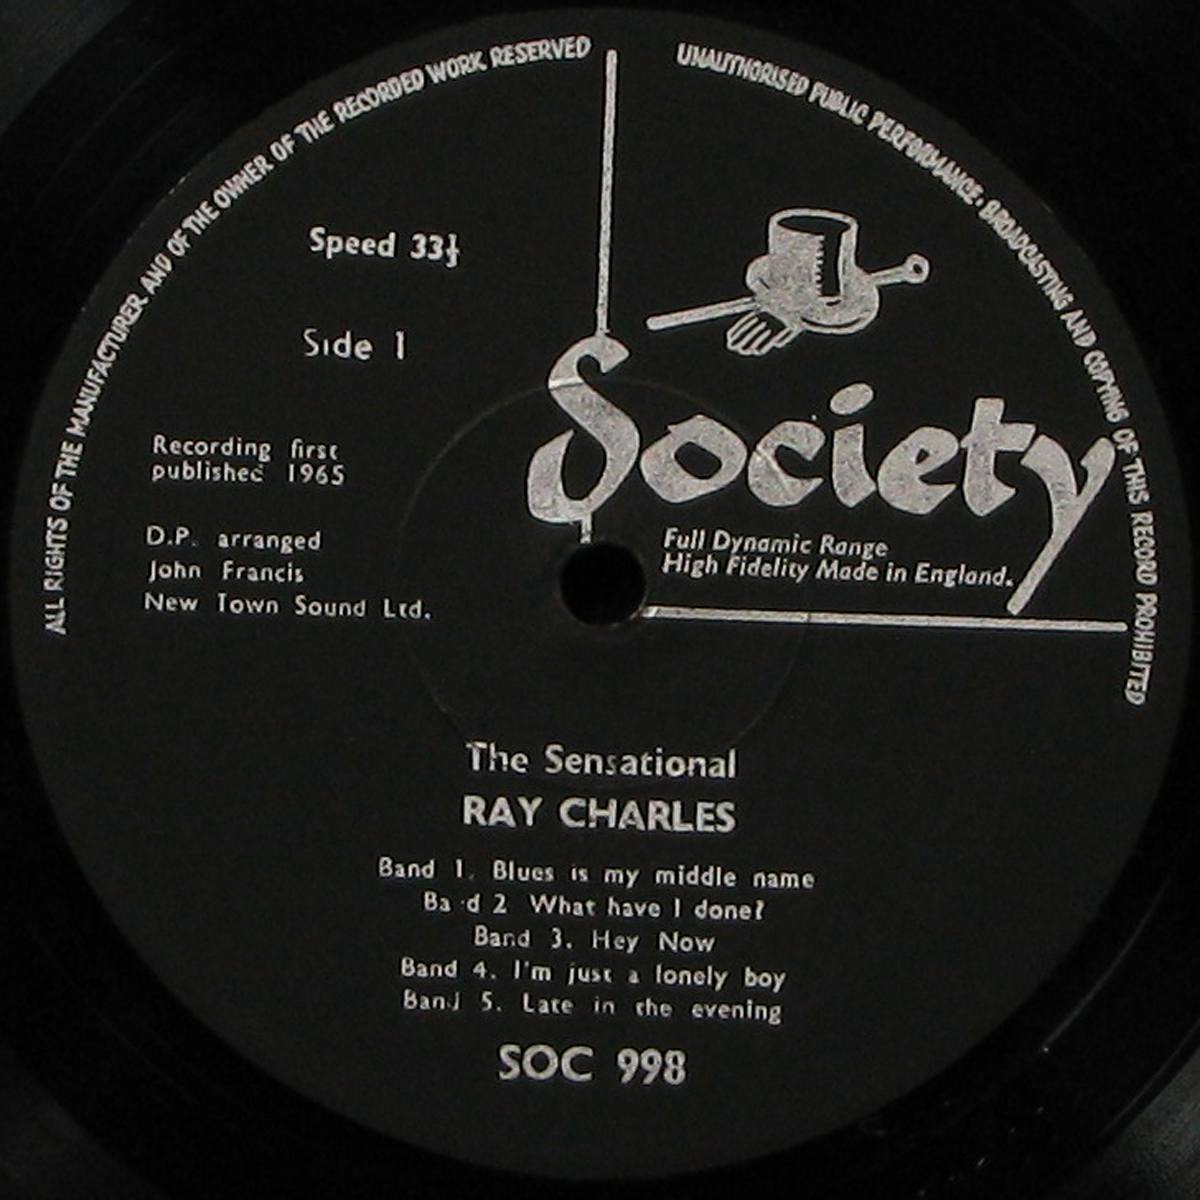 ALL RIGHTS OF THE MANUFACTURER AND OF THE OWNER OF THE RECORDED WORK RESERVED
UNAUTHORISED PUBLIC PERFORMANCE · BROADCASTING AND COPYING OF THIS RECORD PROHIBITED
Speed 33⅓
Side 1
Recording first
published 1965
D.P. arranged
John Francis
New Town Sound Ltd.
Society
Full Dynamic Range
High Fidelity Made in England.
The Sensational
RAY CHARLES
Band 1. Blues is my middle name
Band 2 What have I done?
Band 3. Hey Now
Band 4. I'm just a lonely boy
Band 5. Late in the evening
SOC 998